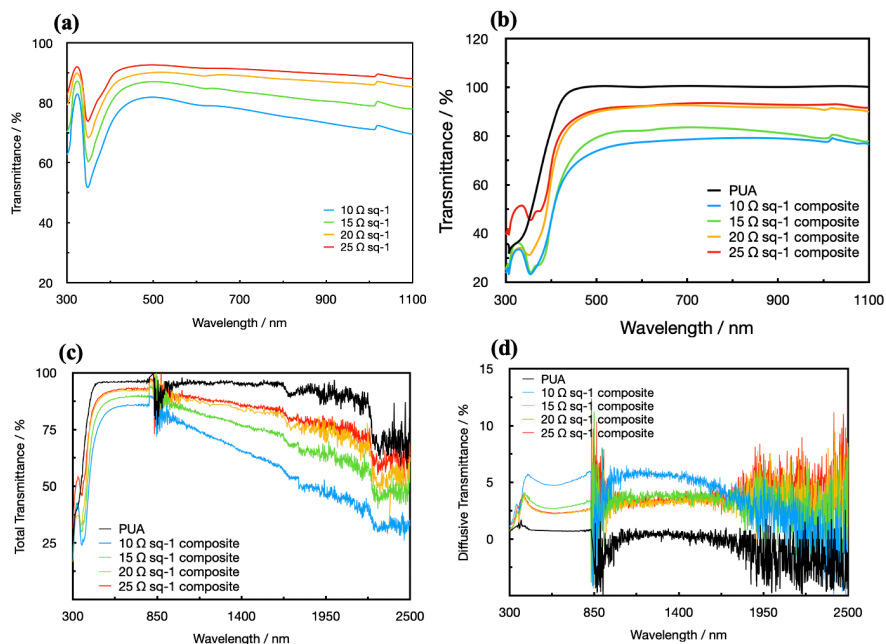 (a)
100
80
60
40
20
300
500
700
900
1100
Transmittance / %
Wavelength / nm
10 Ω sq-1
15 Ω sq-1
20 Ω sq-1
25 Ω sq-1
(b)
120
100
80
60
40
20
300
500
700
900
1100
Transmittance / %
Wavelength / nm
PUA
10 Ω sq-1 composite
15 Ω sq-1 composite
20 Ω sq-1 composite
25 Ω sq-1 composite
(c)
100
75
50
25
300
850
1400
1950
2500
Total Transmittance / %
Wavelength / nm
PUA
10 Ω sq-1 composite
15 Ω sq-1 composite
20 Ω sq-1 composite
25 Ω sq-1 composite
(d)
15
10
5
0
5
300
850
1400
1950
2500
Diffusive Transmittance / %
Wavelength / nm
PUA
10 Ω sq-1 composite
15 Ω sq-1 composite
20 Ω sq-1 composite
25 Ω sq-1 composite